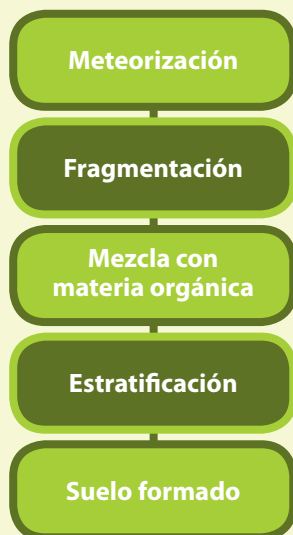 Meteorización
Fragmentación
Mezcla con
materia orgánica
Estratificación
Suelo formado